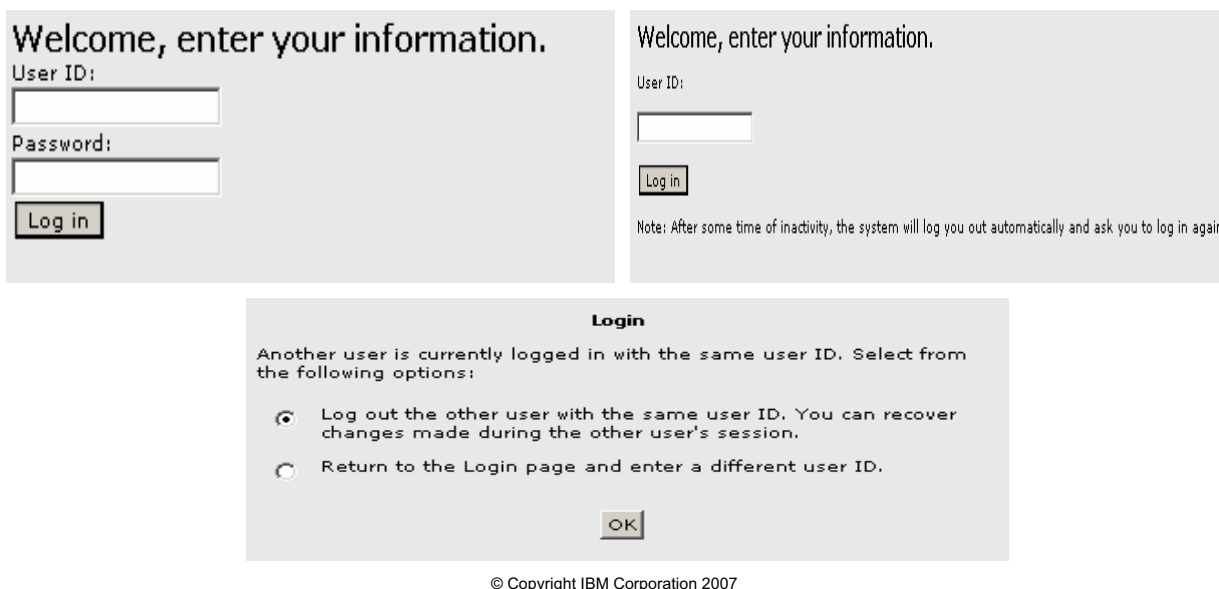 Welcome, enter your information.
User ID:
Password:
Log in
Welcome, enter your information.
User ID:
Log in
Note: After some time of inactivity, the system will log you out automatically and ask you to log in again
Login
Another user is currently logged in with the same user ID. Select from
the following options:
Log out the other user with the same user ID. You can recover
changes made during the other user's session.
Return to the Login page and enter a different user ID.
OK
© Copyright IBM Corporation 2007